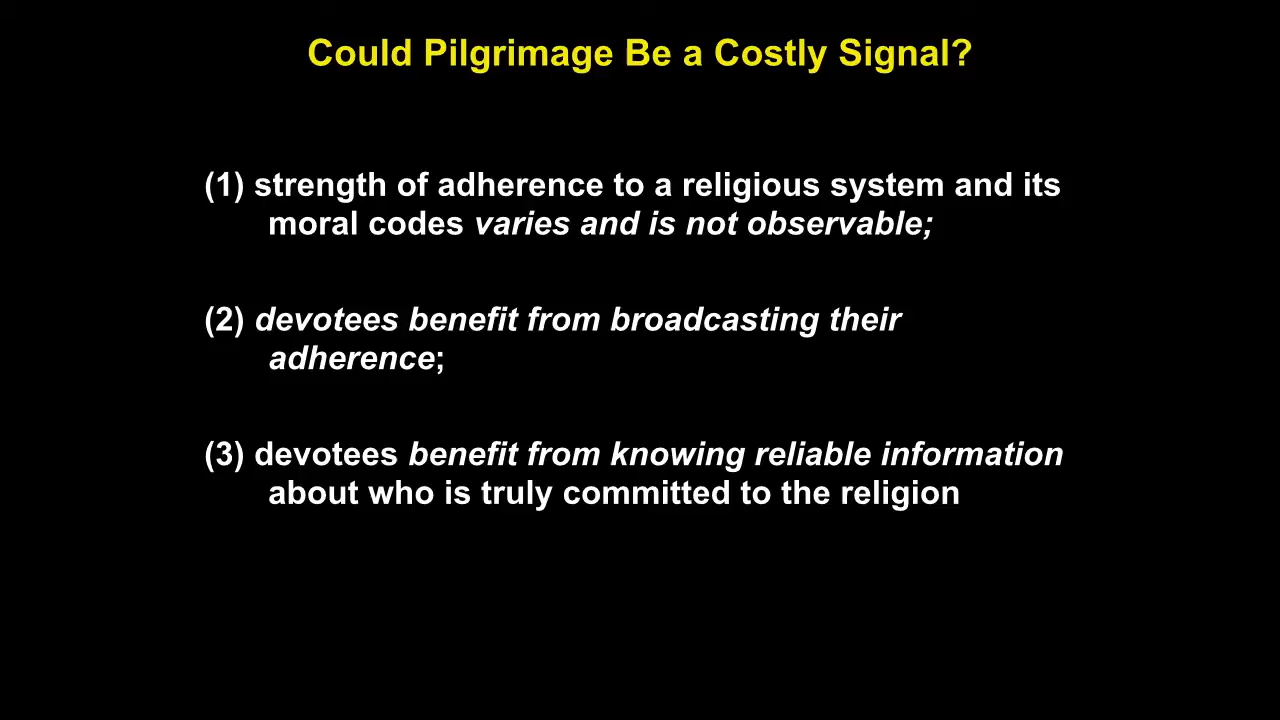 Could Pilgrimage Be a Costly Signal?
(1) strength of adherence to a religious system and its
moral codes varies and is not observable;
(2) devotees benefit from broadcasting their
adherence;
(3) devotees benefit from knowing reliable information
about who is truly committed to the religion